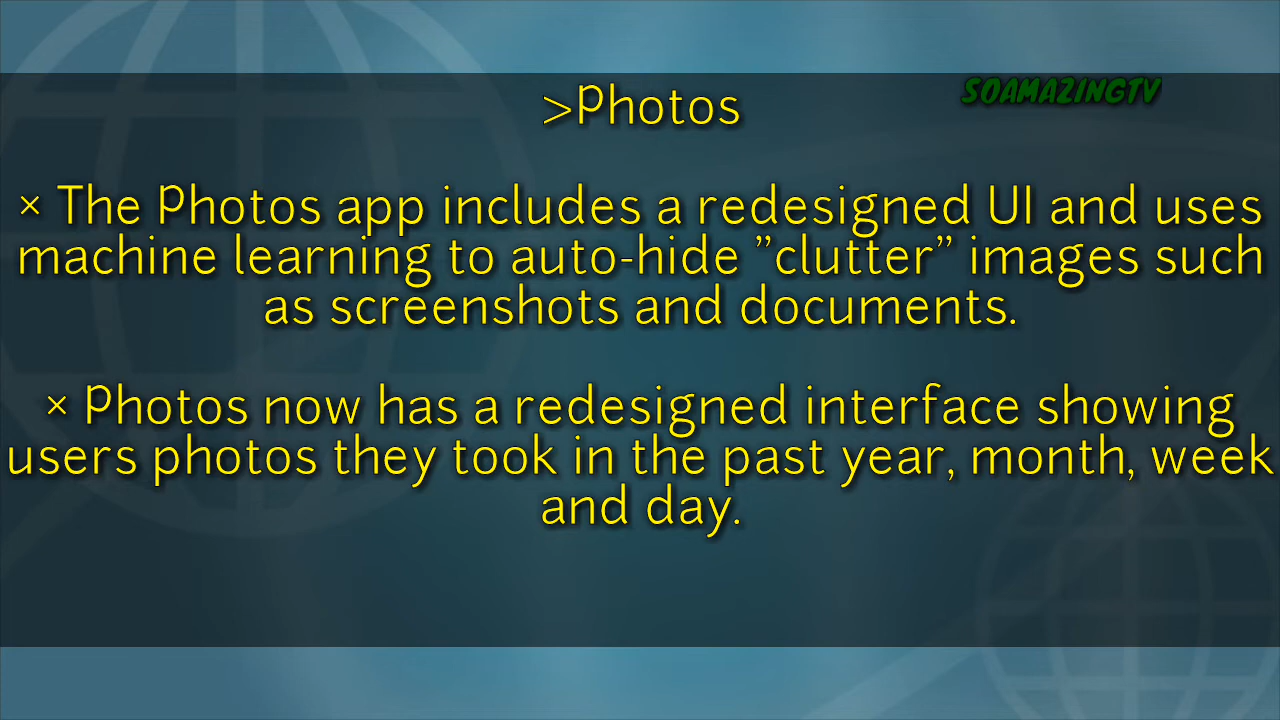 >Photos
SOAMAZINGTV
× The Photos app includes a redesigned UI and uses
machine learning to auto-hide ”clutter” images such
as screenshots and documents.
× Photos now has a redesigned interface showing
users photos they took in the past year, month, week
and day.